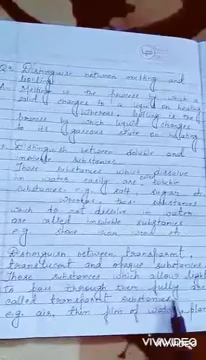 Q. Distinguish between melting and
boiling
A. Melting is the process by which a
solid changes to a liquid on heating
whereas, boiling is the
process by which liquid changes
to its gaseous state on heating
Distinguish between soluble and
insoluble substances.
Those substances which dissolve
in water easily are soluble
substances. e.g. salt, sugar etc
whereas, those substances
which do not dissolve in water
are called insoluble substances
e.g. stone iron wood etc
Distinguish between transparent,
translucent and opaque substances
Those substances which allows light
to pass through them fully are
called transparent substances
e.g. air, thin film of water, plane
VIVAVIDEO